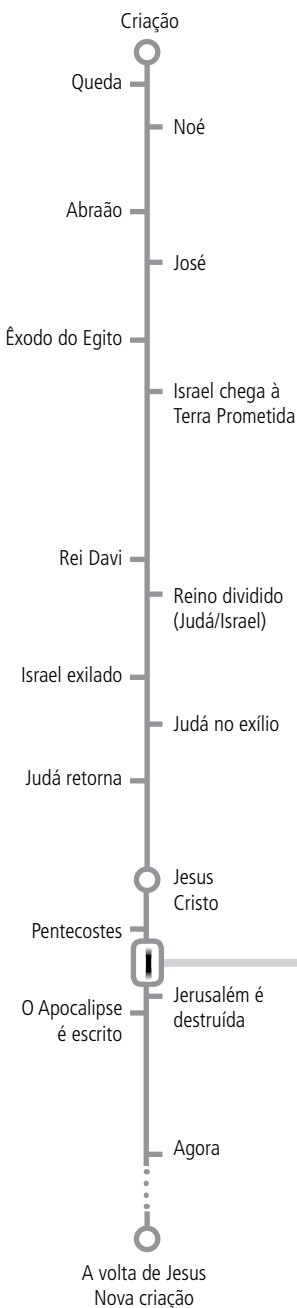 Criação
Queda
Noé
Abraão
José
Êxodo do Egito
Israel chega à
Terra Prometida
Rei Davi
Reino dividido
(Judá/Israel)
Israel exilado
Judá no exílio
Judá retorna
Jesus
Cristo
Pentecostes
Jerusalém é
destruída
O Apocalipse
é escrito
Agora
A volta de Jesus
Nova criação